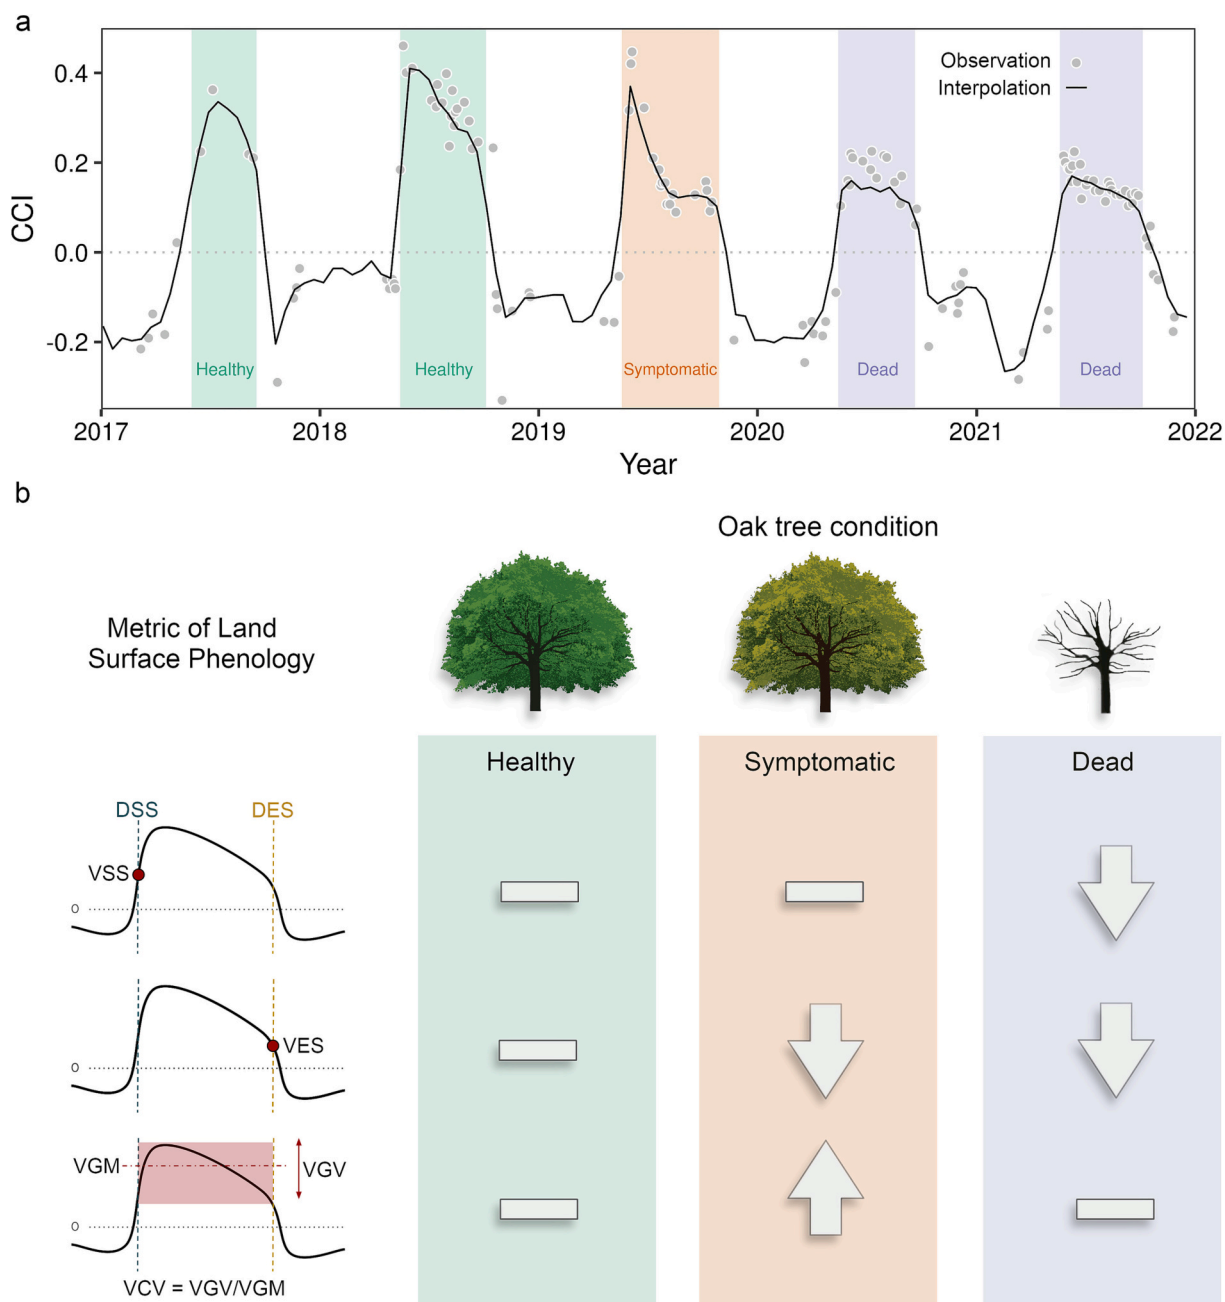 a
CCI
0.4
0.2
0.0
-0.2
Observation
Interpolation
Healthy
Healthy
Symptomatic
Dead
Dead
2017
2018
2019
2020
2021
2022
Year
b
Oak tree condition
Metric of Land
Surface Phenology
Healthy
Symptomatic
Dead
DSS
DES
VSS
0
VES
0
VGM
VGV
0
VCV = VGV/VGM